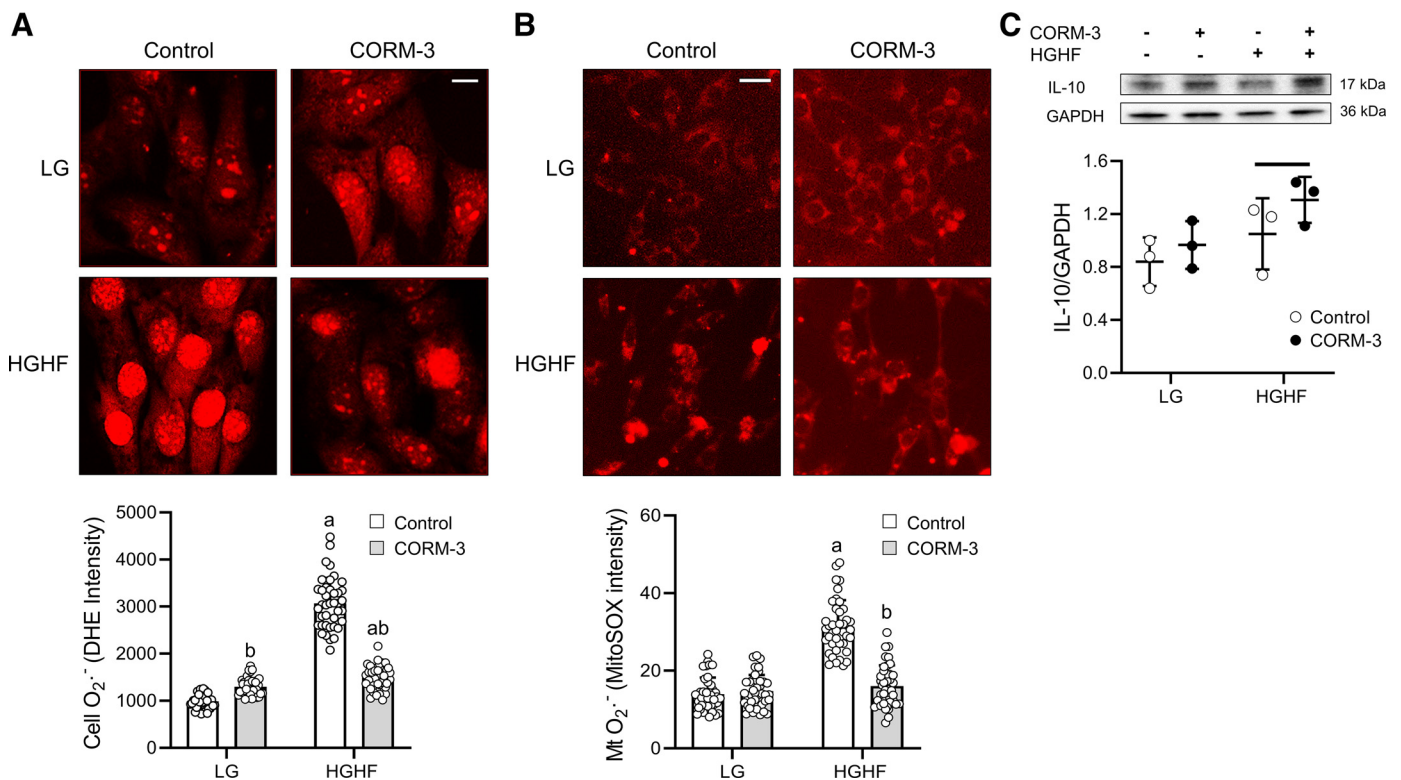 A
Control CORM-3
LG
HGHF
Cell O₂·⁻ (DHE Intensity)
5000
4000
3000
2000
1000
0
a
b
ab
Control
CORM-3
LG HGHF
B
Control CORM-3
LG
HGHF
Mt O₂·⁻ (MitoSOX intensity)
60
40
20
0
a
b
Control
CORM-3
LG HGHF
C
CORM-3 - + - +
HGHF - - + +
IL-10 17 kDa
GAPDH 36 kDa
IL-10/GAPDH
1.6
1.2
0.8
0.4
0.0
Control
CORM-3
LG HGHF